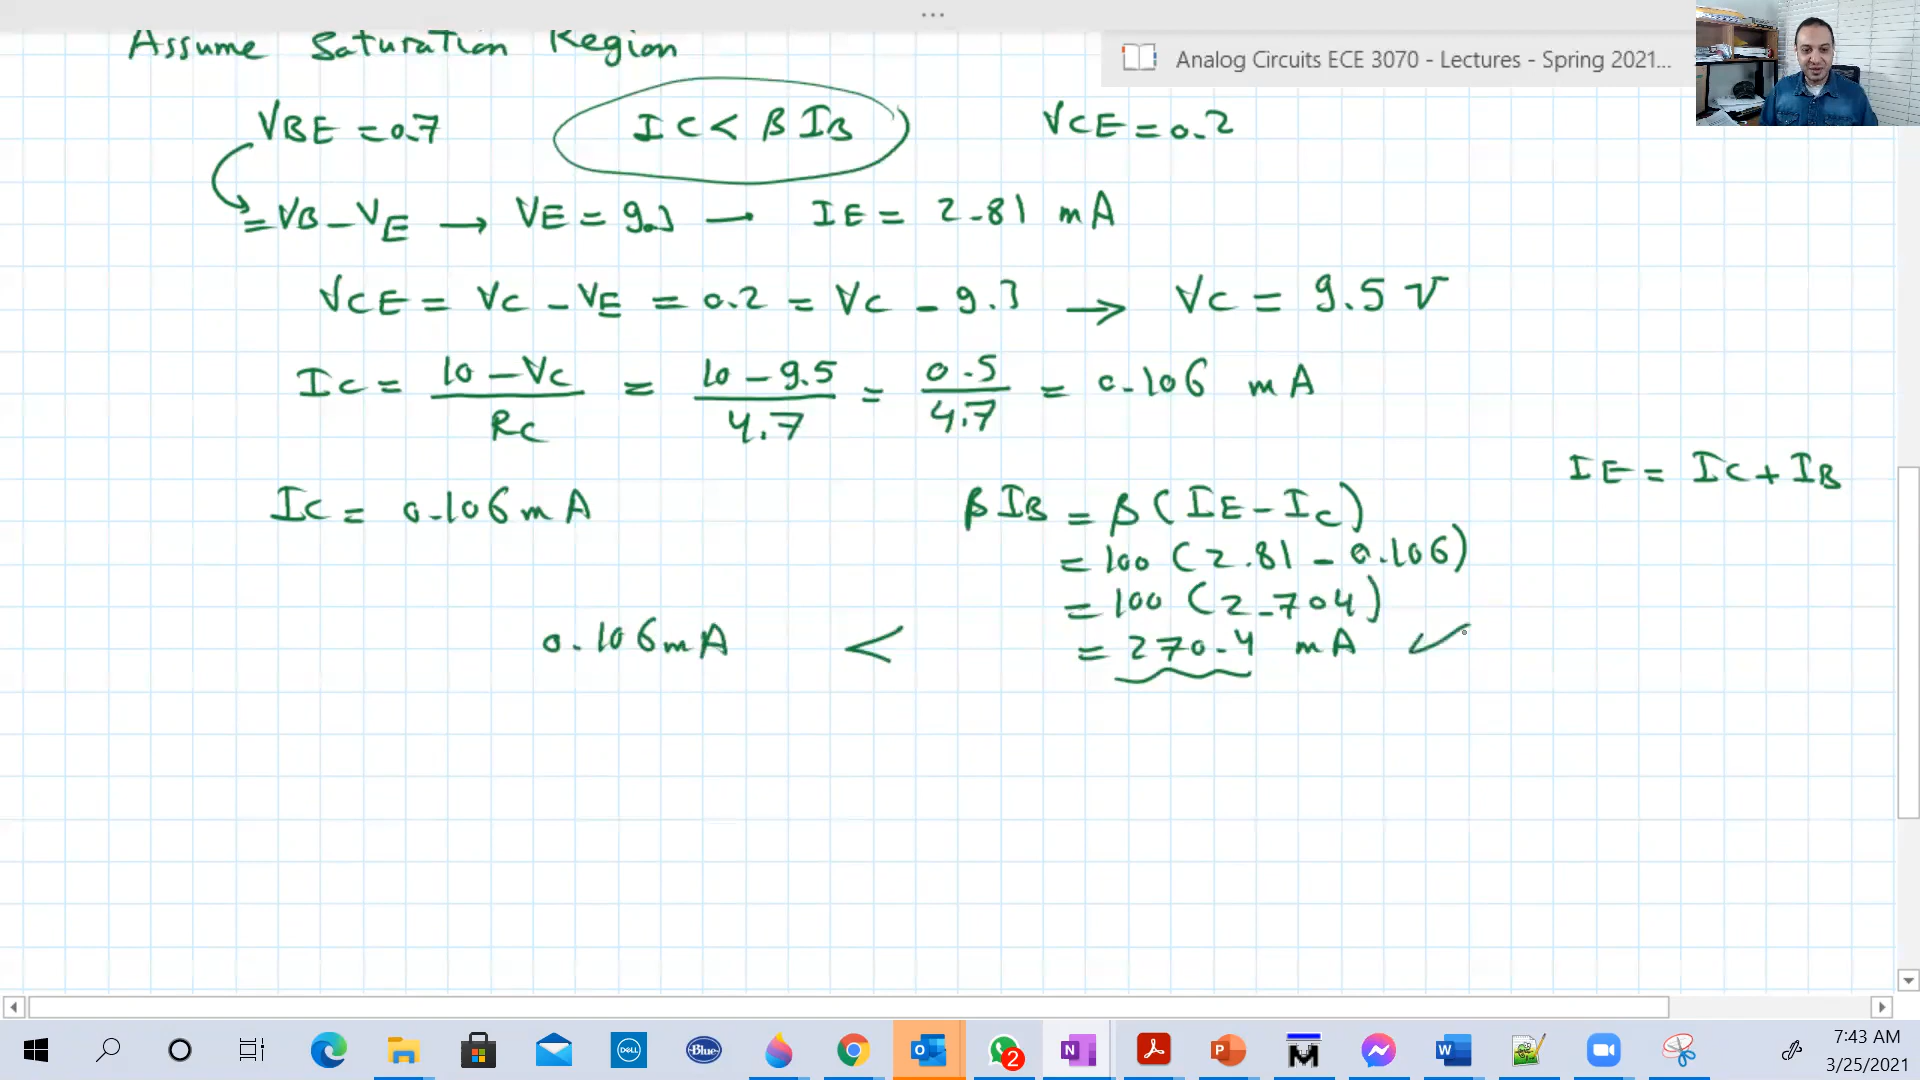 ...
Assume Saturation Region
Analog Circuits ECE 3070 - Lectures - Spring 2021...
VBE = 0.7 IC < β IB VCE = 0.2
= VB - VE → VE = 9.3 → IE = 2.81 mA
VCE = VC - VE = 0.2 = VC - 9.3 → VC = 9.5 V
IC = 10 - VC / RC = 10 - 9.5 / 4.7 = 0.5 / 4.7 = 0.106 mA
IE = IC + IB
IC = 0.106 mA β IB = β (IE - IC)
= 100 (2.81 - 0.106)
= 100 (2.704)
0.106 mA < = 270.4 mA ✓
DELL
Blue
2
7:43 AM
3/25/2021